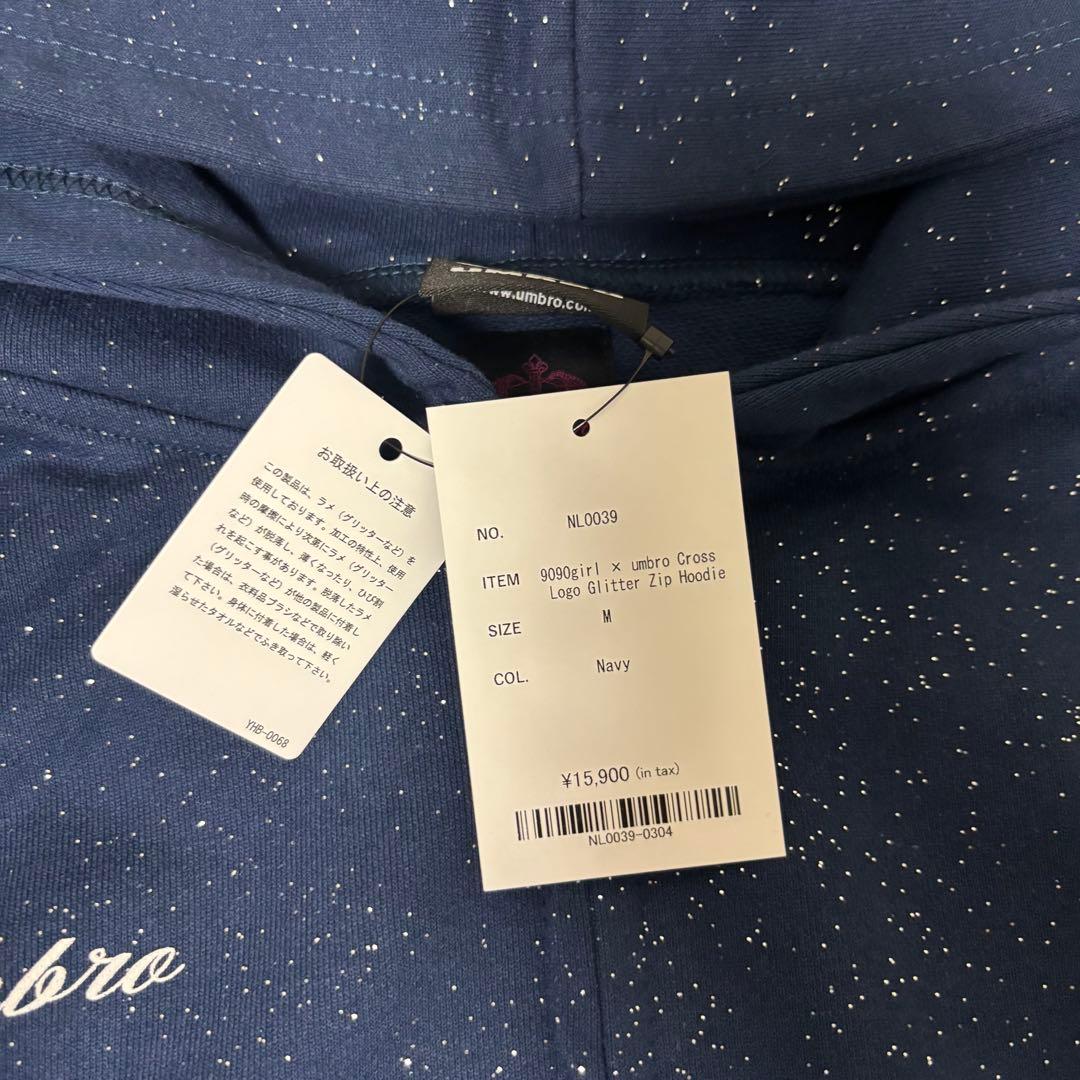 www.umbro.co
お取扱い上の注意
この製品は、ラメ（グリッターなど）を
使用しております。加工の特性上、使用
時の摩擦により次第にラメ（グリッター
など）が脱落し、薄くなったり、ひび割
れを起こす事があります。脱落したラメ
（グリッターなど）が他の製品に付着し
た場合は、衣料品ブラシなどで取り除い
て下さい。身体に付着した場合は、軽く
濡らせたタオルなどでふき取って下さい。
YHB-0068
NO. NL0039
ITEM 9090girl × umbro Cross
Logo Glitter Zip Hoodie
SIZE M
COL. Navy
¥15,900 (in tax)
NL0039-0304
bro